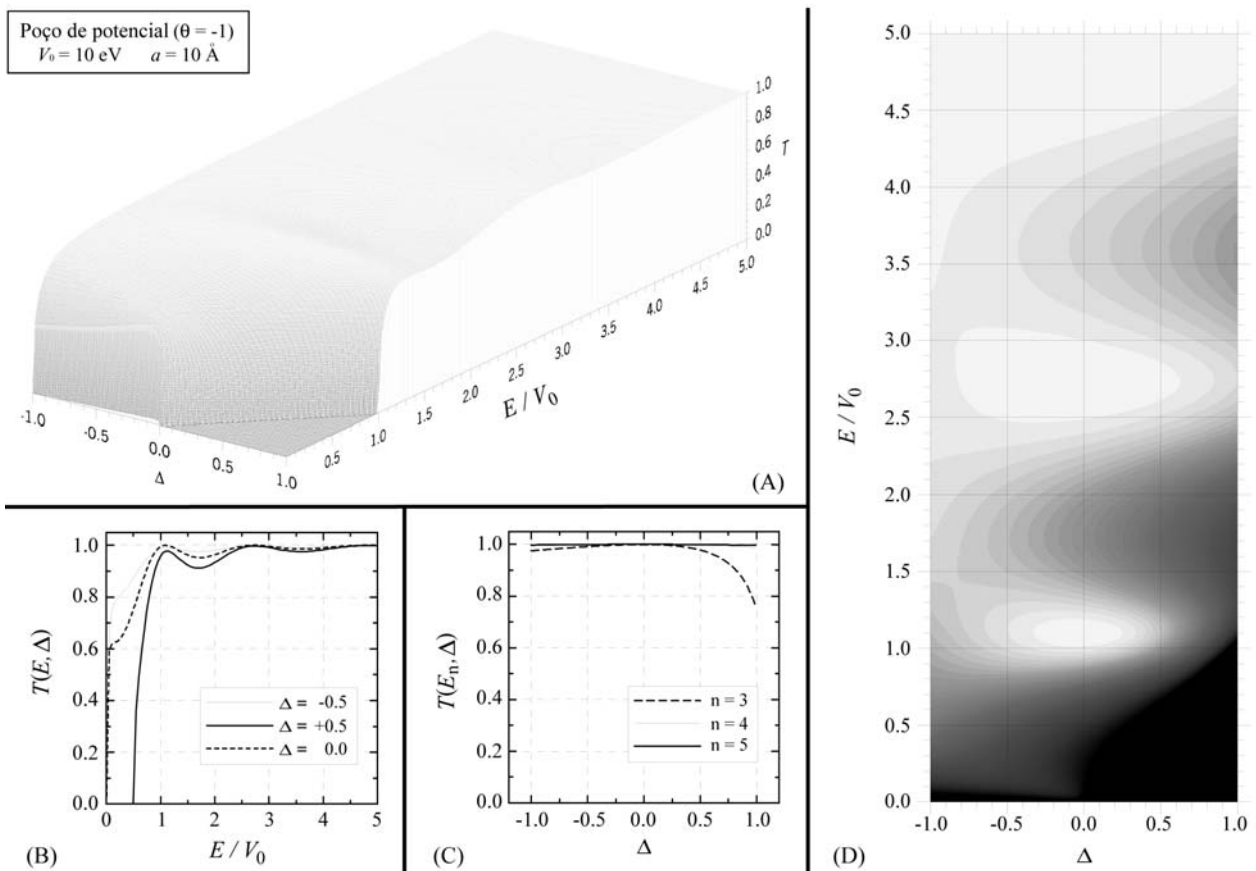 Poço de potencial (θ = -1)
V₀ = 10 eV a = 10 Å
1.0
0.8
0.6
0.4
0.2
0.0
T
-1.0
-0.5
0.0
0.5
1.0
Δ
0.5
1.0
1.5
2.0
2.5
3.0
3.5
4.0
4.5
5.0
E / V₀
(A)
1.0
0.8
0.6
0.4
0.2
0.0
T(E, Δ)
Δ = -0.5
Δ = +0.5
Δ = 0.0
0 1 2 3 4 5
E / V₀
(B)
1.0
0.8
0.6
0.4
0.2
0.0
T(Eₙ, Δ)
n = 3
n = 4
n = 5
-1.0 -0.5 0.0 0.5 1.0
Δ
(C)
5.0
4.5
4.0
3.5
3.0
2.5
2.0
1.5
1.0
0.5
0.0
E / V₀
-1.0 -0.5 0.0 0.5 1.0
Δ
(D)